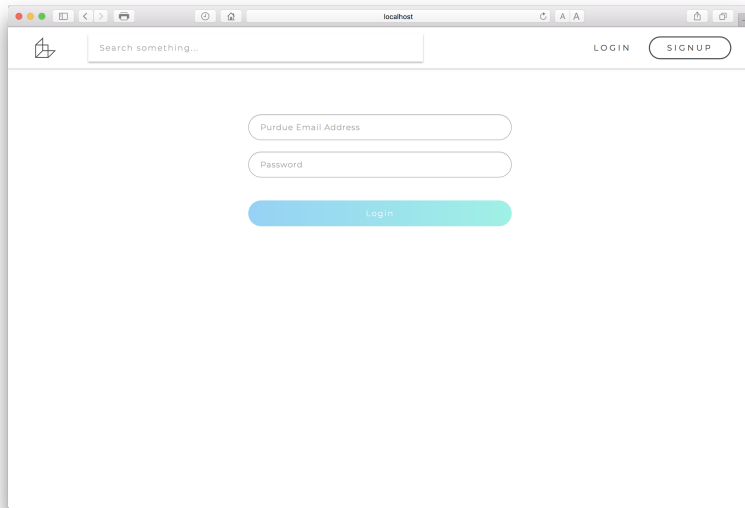 localhost
A A
Search something...
LOGIN
SIGNUP
Purdue Email Address
Password
Login